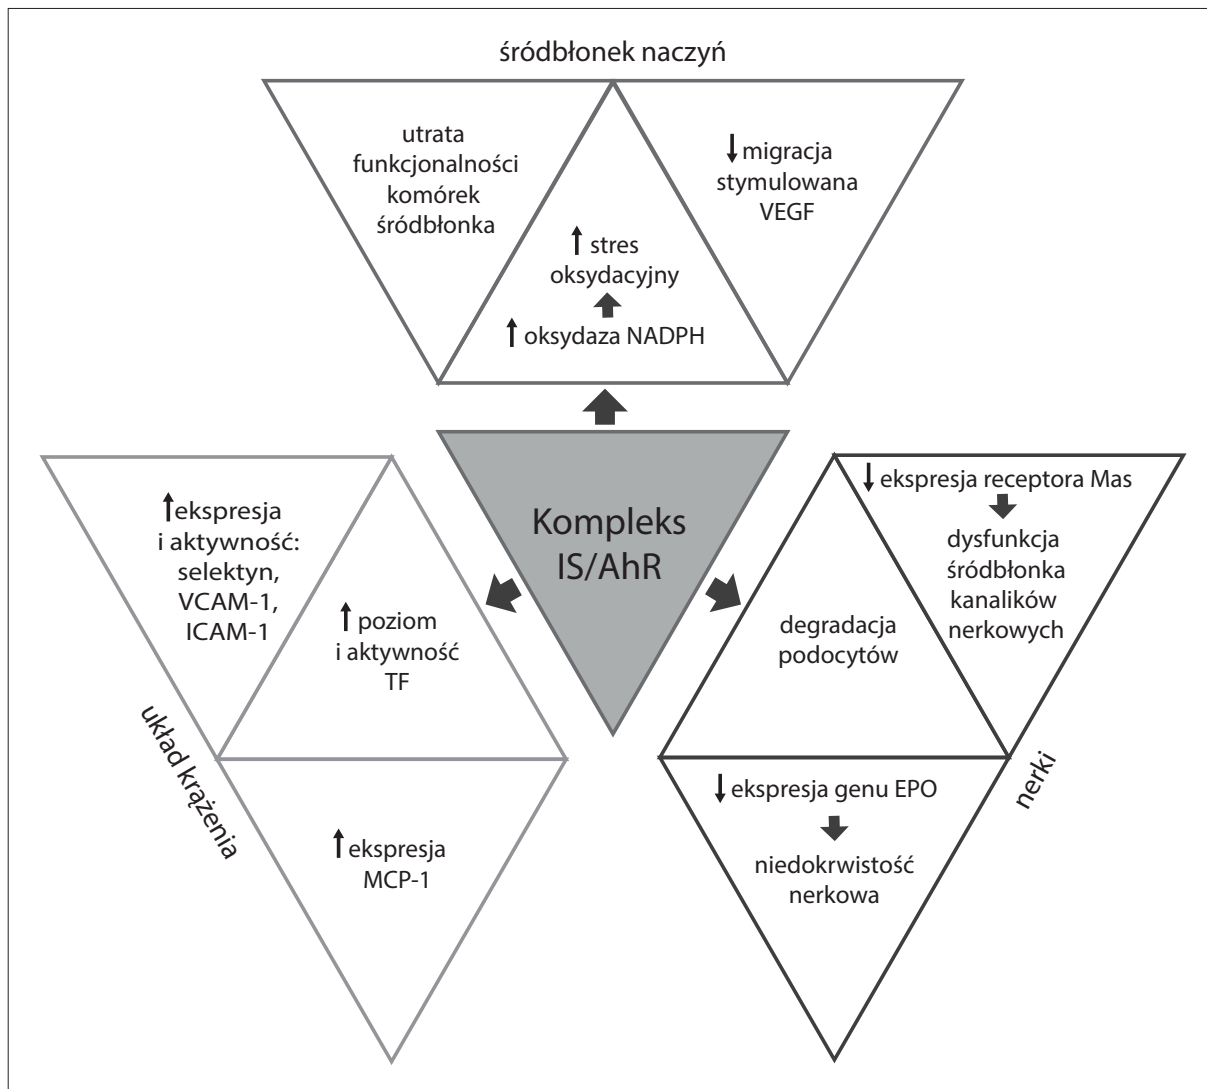 śródbłonek naczyń
utrata
funkcjonalności
komórek
śródbłonka
↑ stres
oksydacyjny
↑ oksydaza NADPH
↓ migracja
stymulowana
VEGF
Kompleks
IS/AhR
↑ ekspresja
i aktywność:
selektyn,
VCAM-1,
ICAM-1
↑ poziom
i aktywność
TF
↑ ekspresja
MCP-1
układ krążenia
↓ ekspresja receptora Mas
dysfunkcja
śródbłonka
kanalików
nerkowych
degradacja
podocytów
↓ ekspresja genu EPO
niedokrwistość
nerkowa
nerki